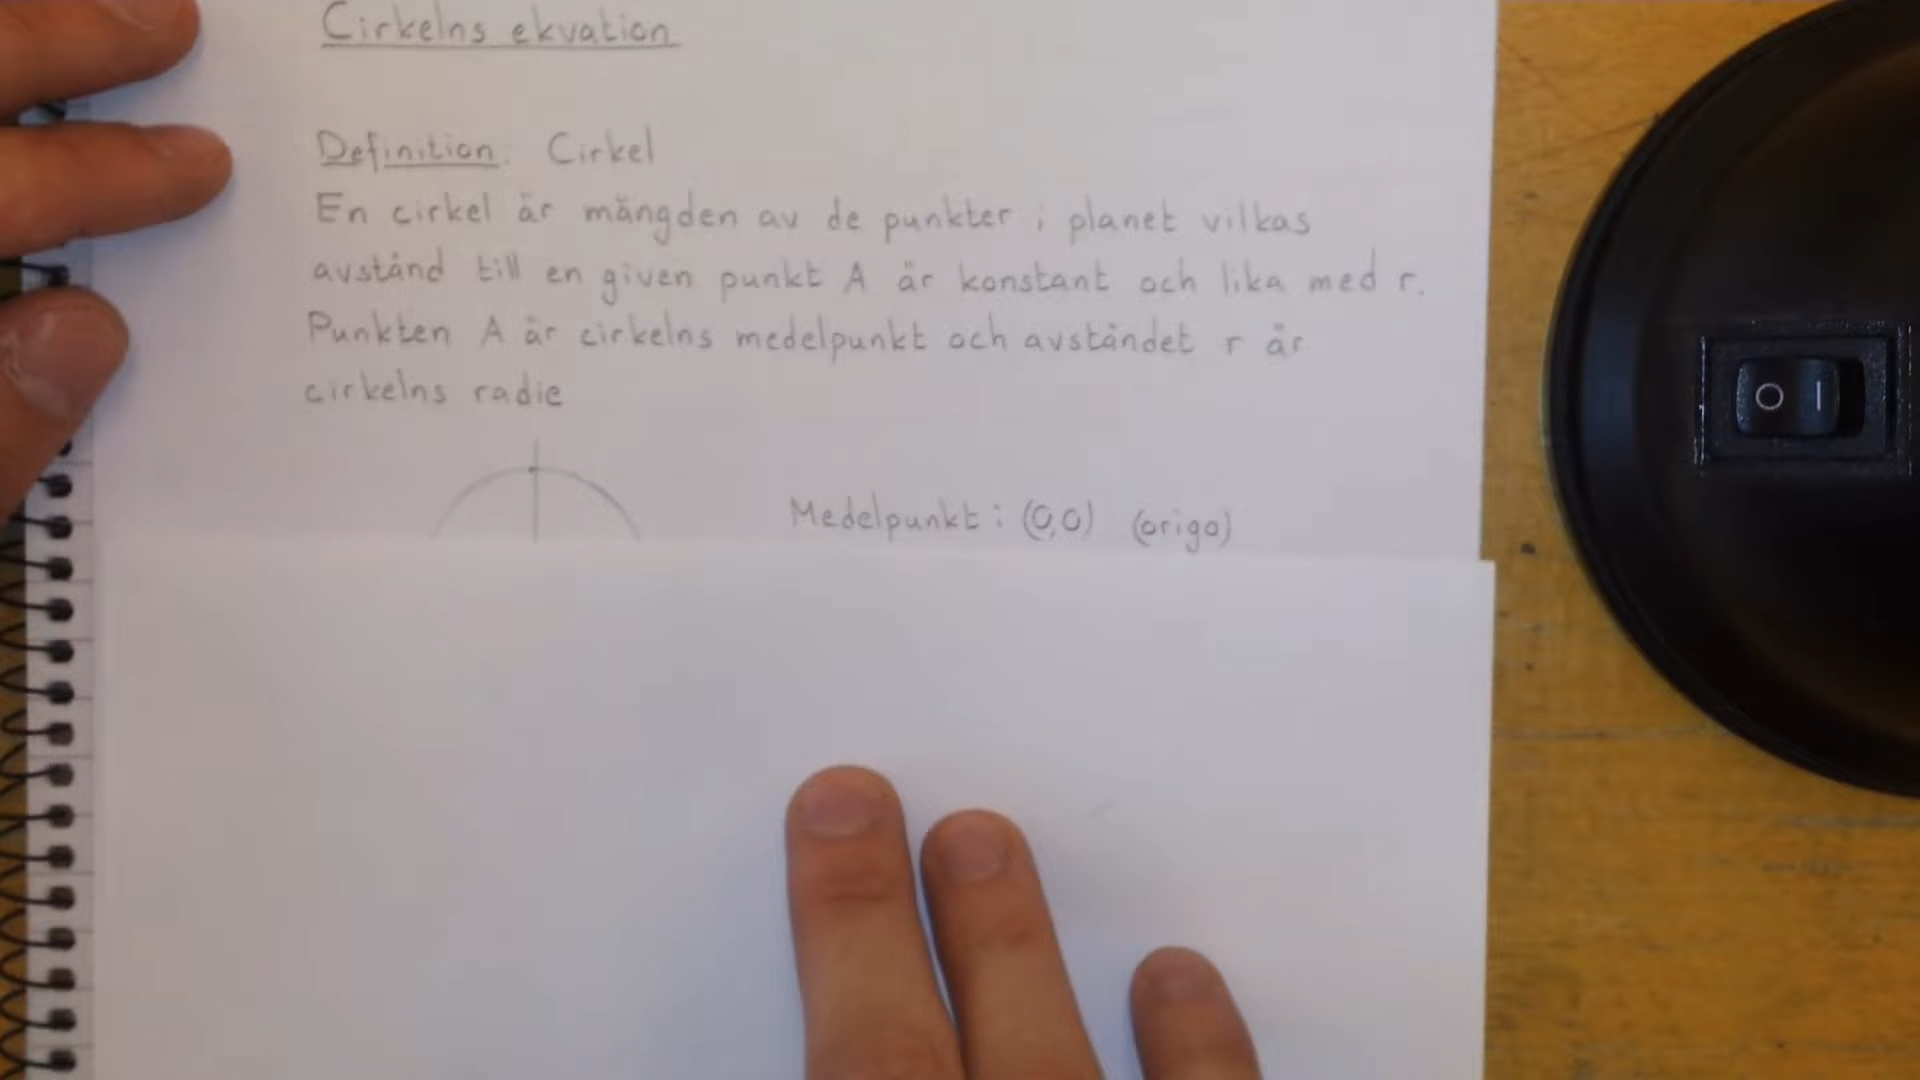 Cirkelns ekvation
Definition: Cirkel
En cirkel är mängden av de punkter i planet vilkas
avstånd till en given punkt A är konstant och lika med r.
Punkten A är cirkelns medelpunkt och avståndet r är
cirkelns radie
Medelpunkt: (0,0) (origo)
O I